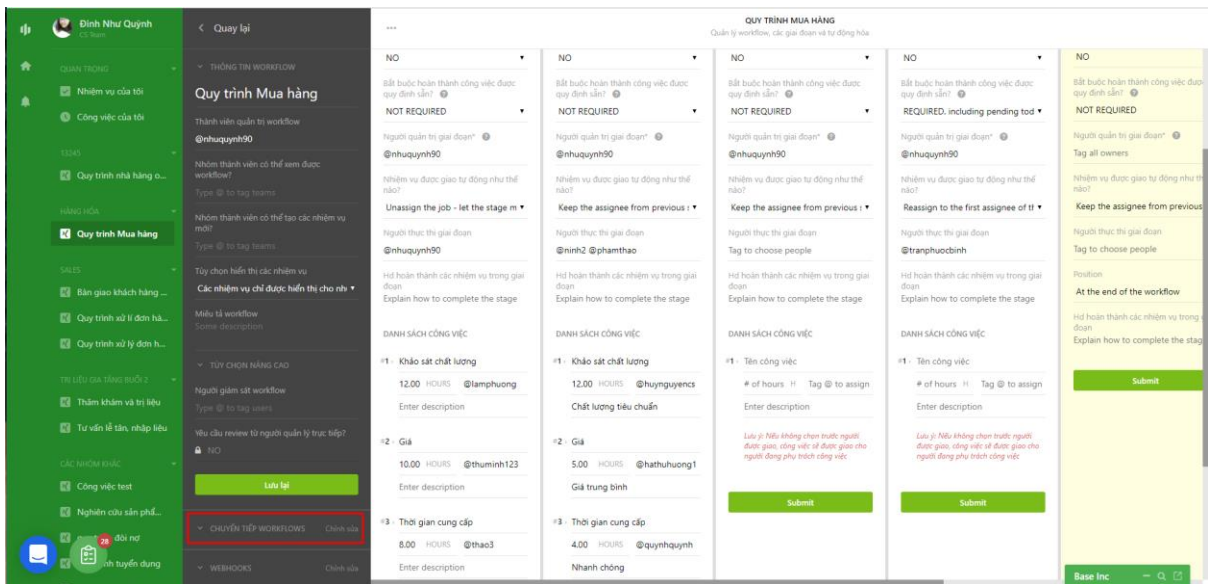 Đinh Như Quỳnh
CS Team
QUAN TRỌNG
Nhiệm vụ của tôi
Công việc của tôi
13245
Quy trình nhà hàng o...
HÀNG HÓA
Quy trình Mua hàng
SALES
Bàn giao khách hàng ...
Quy trình xử lí đơn hà...
Quy trình xử lý đơn h...
TRỊ LIỆU GIA TĂNG BUỔI 2
Thăm khám và trị liệu
Tư vấn lễ tân, nhập liệu
CÁC NHÓM KHÁC
Công việc test
Nghiên cứu sản phẩ...
đòi nợ
28
nh tuyển dụng
Quay lại
THÔNG TIN WORKFLOW
Quy trình Mua hàng
Thành viên quản trị workflow
@nhuquynh90
Nhóm thành viên có thể xem được
workflow?
Type @ to tag teams
Nhóm thành viên có thể tạo các nhiệm vụ
mới?
Type @ to tag teams
Tùy chọn hiển thị các nhiệm vụ
Các nhiệm vụ chỉ được hiển thị cho nhi
Miêu tả workflow
Some description
TÙY CHỌN NÂNG CAO
Người giám sát workflow
Type @ to tag users
Yêu cầu review từ người quản lý trực tiếp?
NO
Lưu lại
CHUYỂN TIẾP WORKFLOWS Chỉnh sửa
WEBHOOKS Chỉnh sửa
QUY TRÌNH MUA HÀNG
Quản lý workflow, các giai đoạn và tự động hóa
NO
Bắt buộc hoàn thành công việc được
quy định sẵn?
NOT REQUIRED
Người quản trị giai đoạn*
@nhuquynh90
Nhiệm vụ được giao tự động như thế
nào?
Unassign the job - let the stage m
Người thực thi giai đoạn
@nhuquynh90
Hd hoàn thành các nhiệm vụ trong giai
đoạn
Explain how to complete the stage
DANH SÁCH CÔNG VIỆC
#1 - Khảo sát chất lượng
12.00 HOURS @lamphuong
Enter description
#2 - Giá
10.00 HOURS @thuminh123
Enter description
#3 - Thời gian cung cấp
8.00 HOURS @thao3
Enter description
NO
Bắt buộc hoàn thành công việc được
quy định sẵn?
NOT REQUIRED
Người quản trị giai đoạn*
@nhuquynh90
Nhiệm vụ được giao tự động như thế
nào?
Keep the assignee from previous s
Người thực thi giai đoạn
@ninh2 @phamthao
Hd hoàn thành các nhiệm vụ trong giai
đoạn
Explain how to complete the stage
DANH SÁCH CÔNG VIỆC
#1 - Khảo sát chất lượng
12.00 HOURS @huynguyencs
Chất lượng tiêu chuẩn
#2 - Giá
5.00 HOURS @hathuhuong1
Giá trung bình
#3 - Thời gian cung cấp
4.00 HOURS @quynhquynh
Nhanh chóng
NO
Bắt buộc hoàn thành công việc được
quy định sẵn?
NOT REQUIRED
Người quản trị giai đoạn*
@nhuquynh90
Nhiệm vụ được giao tự động như thế
nào?
Keep the assignee from previous s
Người thực thi giai đoạn
Tag to choose people
Hd hoàn thành các nhiệm vụ trong giai
đoạn
Explain how to complete the stage
DANH SÁCH CÔNG VIỆC
#1 - Tên công việc
# of hours H Tag @ to assign
Enter description
Lưu ý: Nếu không chọn trước người
được giao, công việc sẽ được giao cho
người đang phụ trách công việc
Submit
NO
Bắt buộc hoàn thành công việc được
quy định sẵn?
REQUIRED, including pending tod
Người quản trị giai đoạn*
@nhuquynh90
Nhiệm vụ được giao tự động như thế
nào?
Reassign to the first assignee of th
Người thực thi giai đoạn
@tranphuocbinh
Hd hoàn thành các nhiệm vụ trong giai
đoạn
Explain how to complete the stage
DANH SÁCH CÔNG VIỆC
#1 - Tên công việc
# of hours H Tag @ to assign
Enter description
Lưu ý: Nếu không chọn trước người
được giao, công việc sẽ được giao cho
người đang phụ trách công việc
Submit
NO
Bắt buộc hoàn thành công việc đượ
quy định sẵn?
NOT REQUIRED
Người quản trị giai đoạn*
Tag all owners
Nhiệm vụ được giao tự động như th
nào?
Keep the assignee from previous
Người thực thi giai đoạn
Tag to choose people
Position
At the end of the workflow
Hd hoàn thành các nhiệm vụ trong g
đoạn
Explain how to complete the stag
Submit
Base Inc